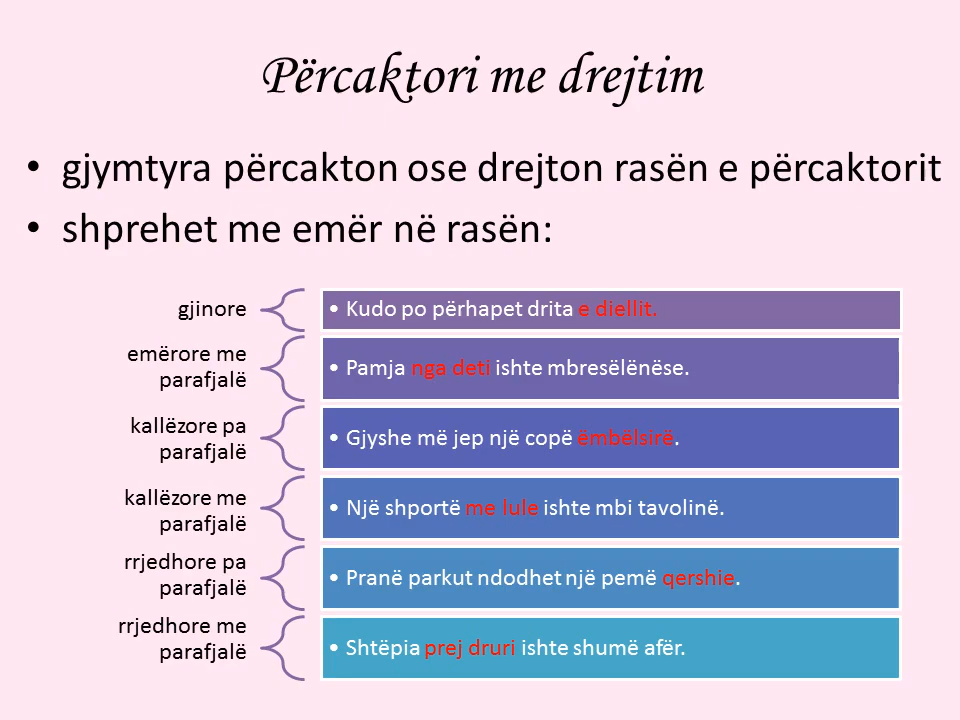 Përcaktori me drejtim
• gjymtyra përcakton ose drejton rasën e përcaktorit
• shprehet me emër në rasën:
gjinore
• Kudo po përhapet drita e diellit.
emërore me
parafjalë
• Pamja nga deti ishte mbresëlënëse.
kallëzore pa
parafjalë
• Gjyshe më jep një copë ëmbëlsirë.
kallëzore me
parafjalë
• Një shportë me lule ishte mbi tavolinë.
rrjedhore pa
parafjalë
• Pranë parkut ndodhet një pemë qershie.
rrjedhore me
parafjalë
• Shtëpia prej druri ishte shumë afër.